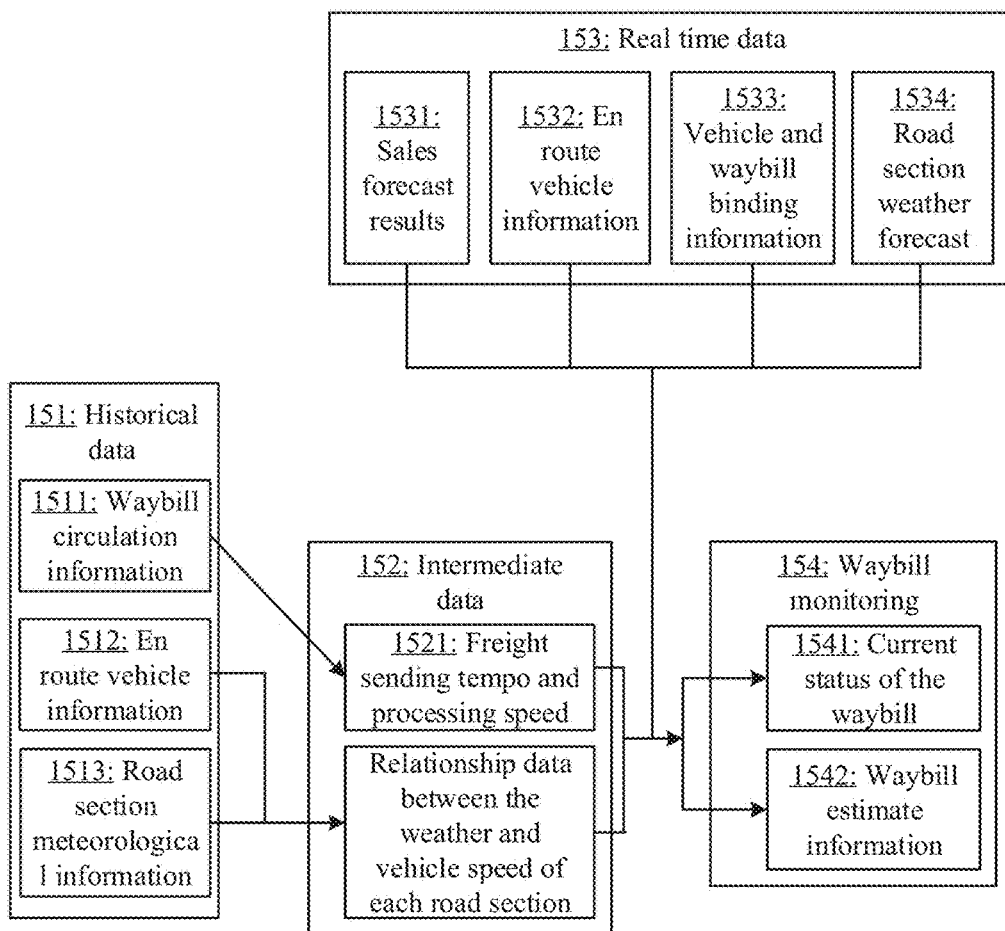 153: Real time data
1531:
Sales
forecast
results
1532: En
route
vehicle
information
1533:
Vehicle and
waybill
binding
information
1534:
Road
section
weather
forecast
151: Historical
data
1511: Waybill
circulation
information
1512: En
route vehicle
information
1513: Road
section
meteorologica
l information
152: Intermediate
data
1521: Freight
sending tempo and
processing speed
Relationship data
between the
weather and
vehicle speed of
each road section
154: Waybill
monitoring
1541: Current
status of the
waybill
1542: Waybill
estimate
information